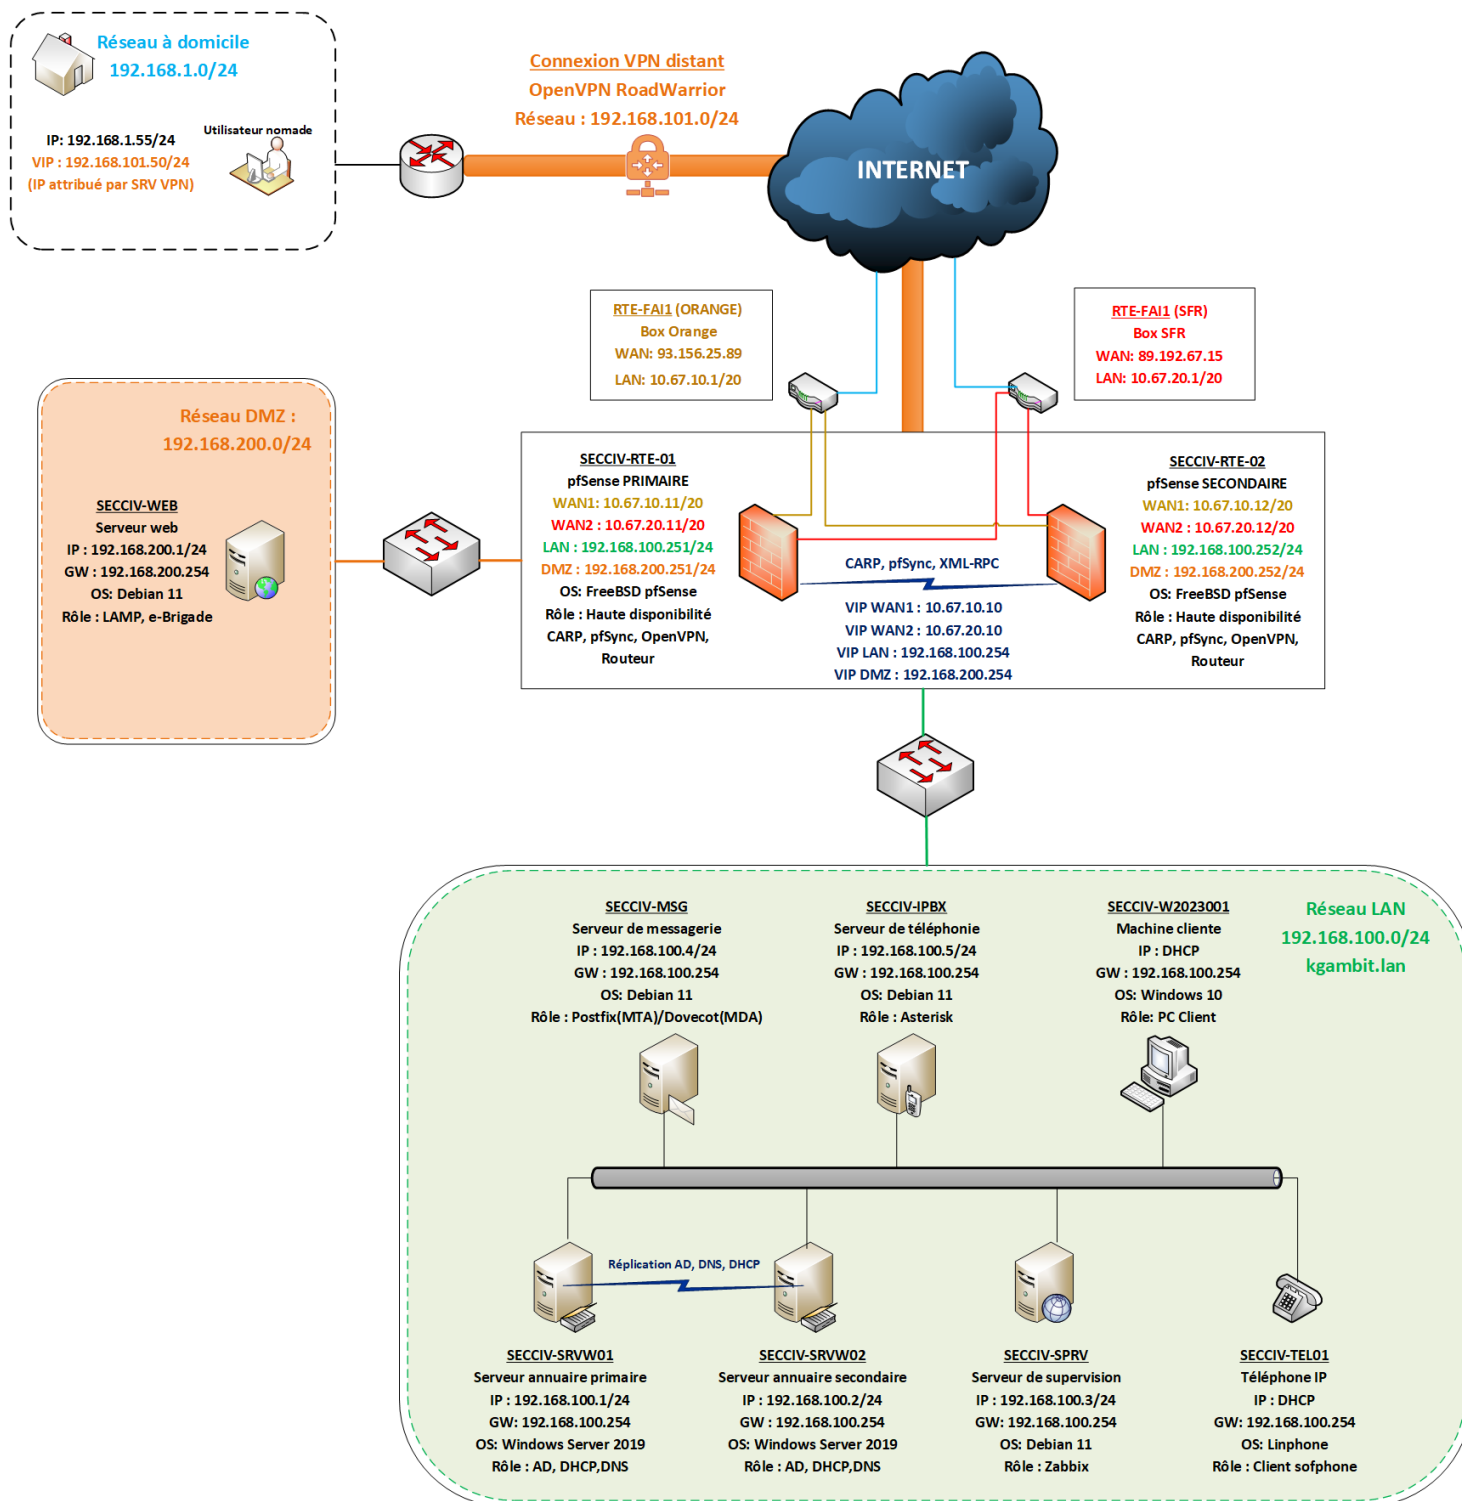 Réseau à domicile
192.168.1.0/24
IP: 192.168.1.55/24
VIP : 192.168.101.50/24
(IP attribué par SRV VPN)
Utilisateur nomade
Connexion VPN distant
OpenVPN RoadWarrior
Réseau : 192.168.101.0/24
INTERNET
RTE-FAI1 (ORANGE)
Box Orange
WAN: 93.156.25.89
LAN: 10.67.10.1/20
RTE-FAI1 (SFR)
Box SFR
WAN: 89.192.67.15
LAN: 10.67.20.1/20
Réseau DMZ :
192.168.200.0/24
SECCIV-WEB
Serveur web
IP : 192.168.200.1/24
GW : 192.168.200.254
OS: Debian 11
Rôle : LAMP, e-Brigade
SECCIV-RTE-01
pfSense PRIMAIRE
WAN1: 10.67.10.11/20
WAN2 : 10.67.20.11/20
LAN : 192.168.100.251/24
DMZ : 192.168.200.251/24
OS: FreeBSD pfSense
Rôle : Haute disponibilité
CARP, pfSync, OpenVPN,
Routeur
CARP, pfSync, XML-RPC
VIP WAN1 : 10.67.10.10
VIP WAN2 : 10.67.20.10
VIP LAN : 192.168.100.254
VIP DMZ : 192.168.200.254
SECCIV-RTE-02
pfSense SECONDAIRE
WAN1: 10.67.10.12/20
WAN2: 10.67.20.12/20
LAN : 192.168.100.252/24
DMZ : 192.168.200.252/24
OS: FreeBSD pfSense
Rôle : Haute disponibilité
CARP, pfSync, OpenVPN,
Routeur
SECCIV-MSG
Serveur de messagerie
IP : 192.168.100.4/24
GW : 192.168.100.254
OS: Debian 11
Rôle : Postfix(MTA)/Dovecot(MDA)
SECCIV-IPBX
Serveur de téléphonie
IP : 192.168.100.5/24
GW : 192.168.100.254
OS: Debian 11
Rôle : Asterisk
SECCIV-W2023001
Machine cliente
IP : DHCP
GW : 192.168.100.254
OS: Windows 10
Rôle: PC Client
Réseau LAN
192.168.100.0/24
kgambit.lan
Réplication AD, DNS, DHCP
SECCIV-SRVW01
Serveur annuaire primaire
IP : 192.168.100.1/24
GW: 192.168.100.254
OS: Windows Server 2019
Rôle : AD, DHCP,DNS
SECCIV-SRVW02
Serveur annuaire secondaire
IP : 192.168.100.2/24
GW : 192.168.100.254
OS: Windows Server 2019
Rôle : AD, DHCP,DNS
SECCIV-SPRV
Serveur de supervision
IP : 192.168.100.3/24
GW: 192.168.100.254
OS: Debian 11
Rôle : Zabbix
SECCIV-TEL01
Téléphone IP
IP : DHCP
GW: 192.168.100.254
OS: Linphone
Rôle : Client sofphone